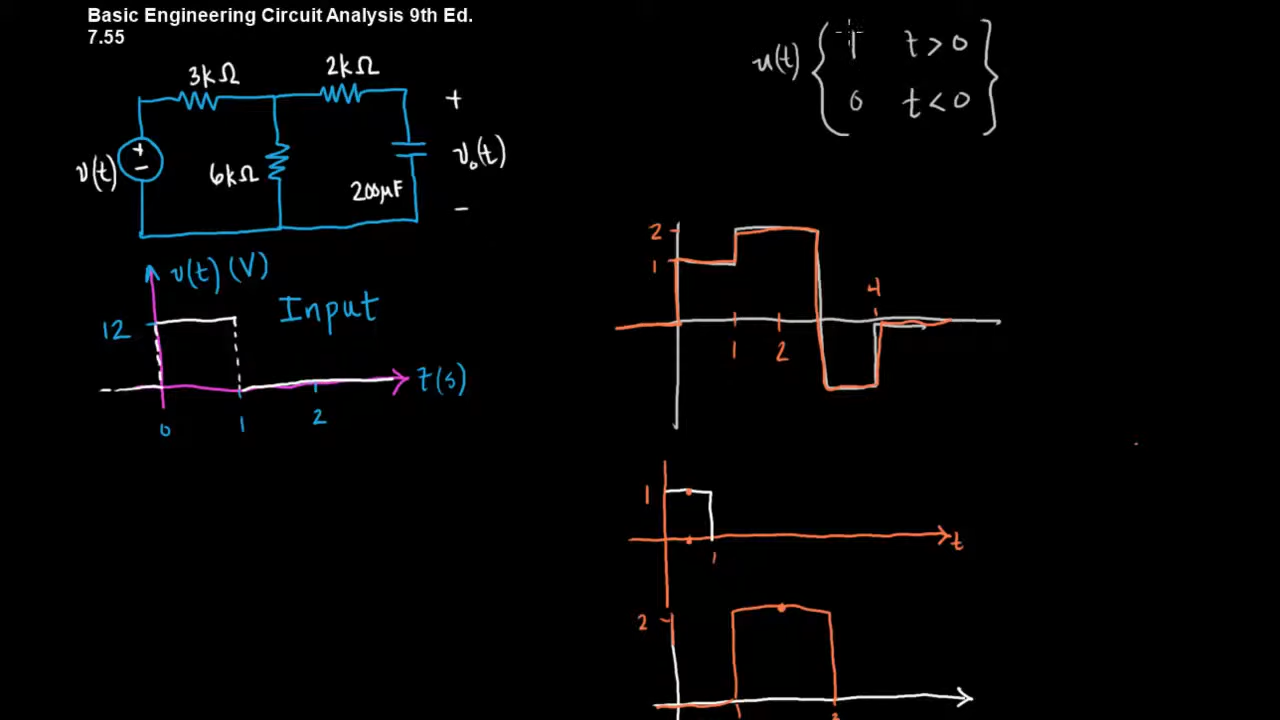 Basic Engineering Circuit Analysis 9th Ed.
7.55
3kΩ
2kΩ
+
+
-
v(t)
6kΩ
200μF
v₀(t)
-
v(t) (V)
Input
12
t(s)
0
1
2
u(t) { 1 t > 0 }
0 t < 0
2
1
4
1
2
1
t
1
2
1